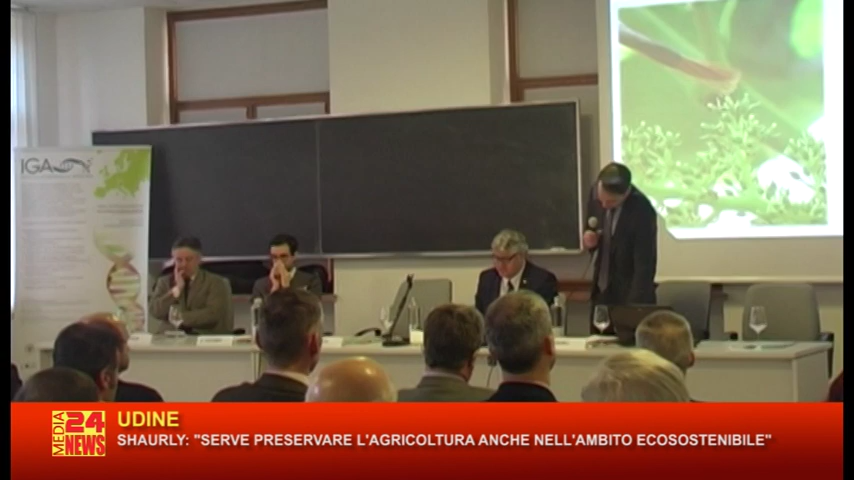 IGA
MEDIA
24
NEWS
UDINE
SHAURLY: "SERVE PRESERVARE L'AGRICOLTURA ANCHE NELL'AMBITO ECOSOSTENIBILE"